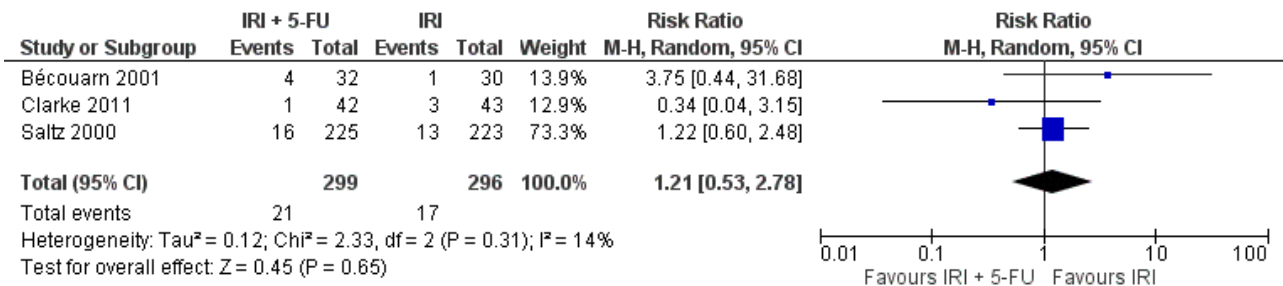 IRI + 5-FU IRI Risk Ratio Risk Ratio
Study or Subgroup Events Total Events Total Weight M-H, Random, 95% CI M-H, Random, 95% CI
Bécouarn 2001 4 32 1 30 13.9% 3.75 [0.44, 31.68]
Clarke 2011 1 42 3 43 12.9% 0.34 [0.04, 3.15]
Saltz 2000 16 225 13 223 73.3% 1.22 [0.60, 2.48]
Total (95% CI) 299 296 100.0% 1.21 [0.53, 2.78]
Total events 21 17
Heterogeneity: Tau² = 0.12; Chi² = 2.33, df = 2 (P = 0.31); I² = 14%
Test for overall effect: Z = 0.45 (P = 0.65)
0.01 0.1 1 10 100
Favours IRI + 5-FU Favours IRI